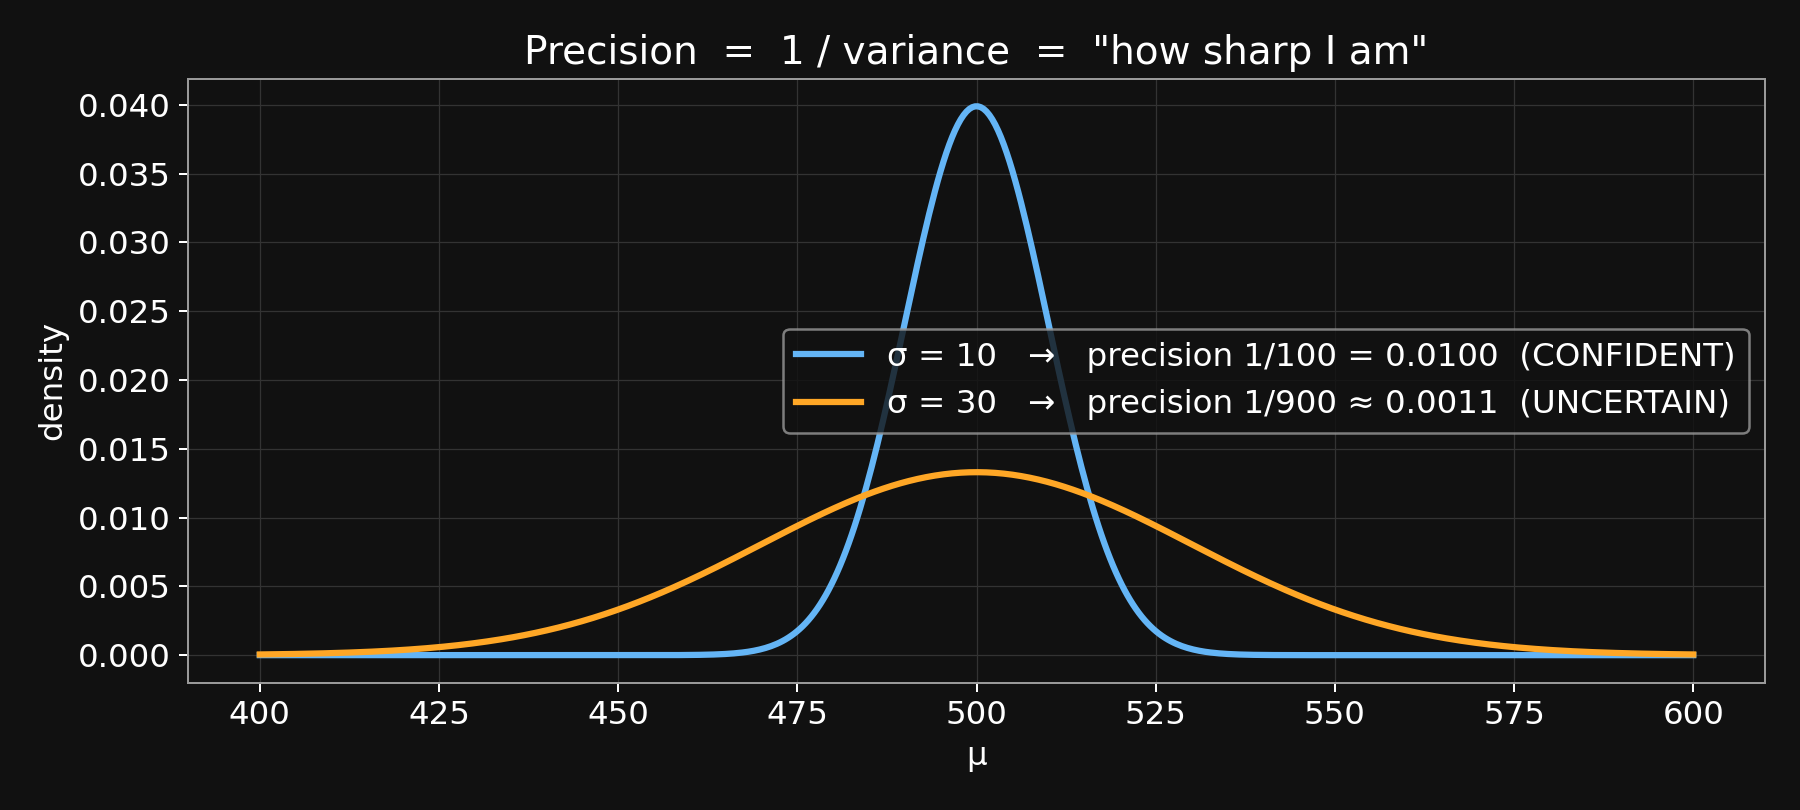 Precision = 1 / variance = "how sharp I am"
0.040
0.035
0.030
0.025
0.020
0.015
0.010
0.005
0.000
density
σ = 10 → precision 1/100 = 0.0100 (CONFIDENT)
σ = 30 → precision 1/900 ≈ 0.0011 (UNCERTAIN)
400 425 450 475 500 525 550 575 600
μ